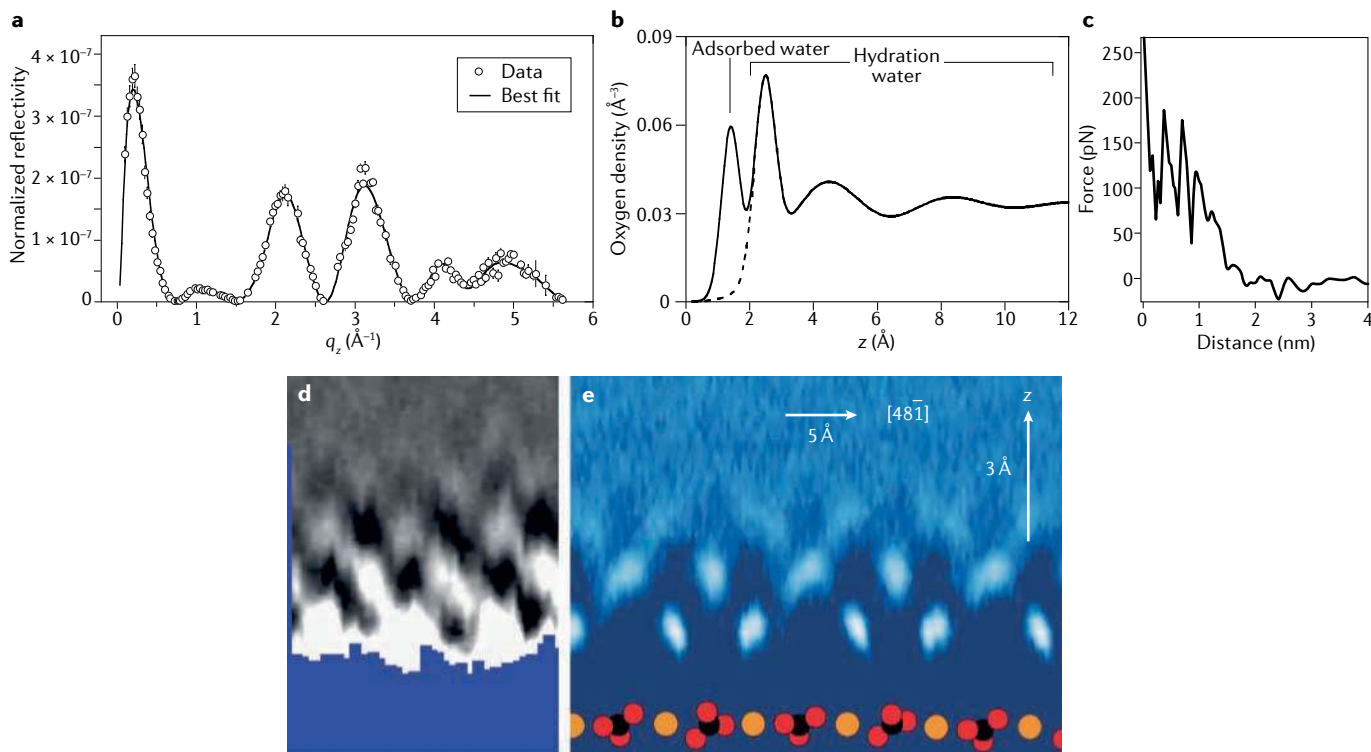 a
Normalized reflectivity
4 × 10⁻⁷
3 × 10⁻⁷
2 × 10⁻⁷
1 × 10⁻⁷
0
0 1 2 3 4 5 6
q_z (Å⁻¹)
Data
Best fit
b
Oxygen density (Å⁻³)
0.09
0.06
0.03
0
0 2 4 6 8 10 12
z (Å)
Adsorbed water
Hydration
water
c
Force (pN)
250
200
150
100
50
0
0 1 2 3 4
Distance (nm)
d
e
5 Å
[481̅]
z
3 Å